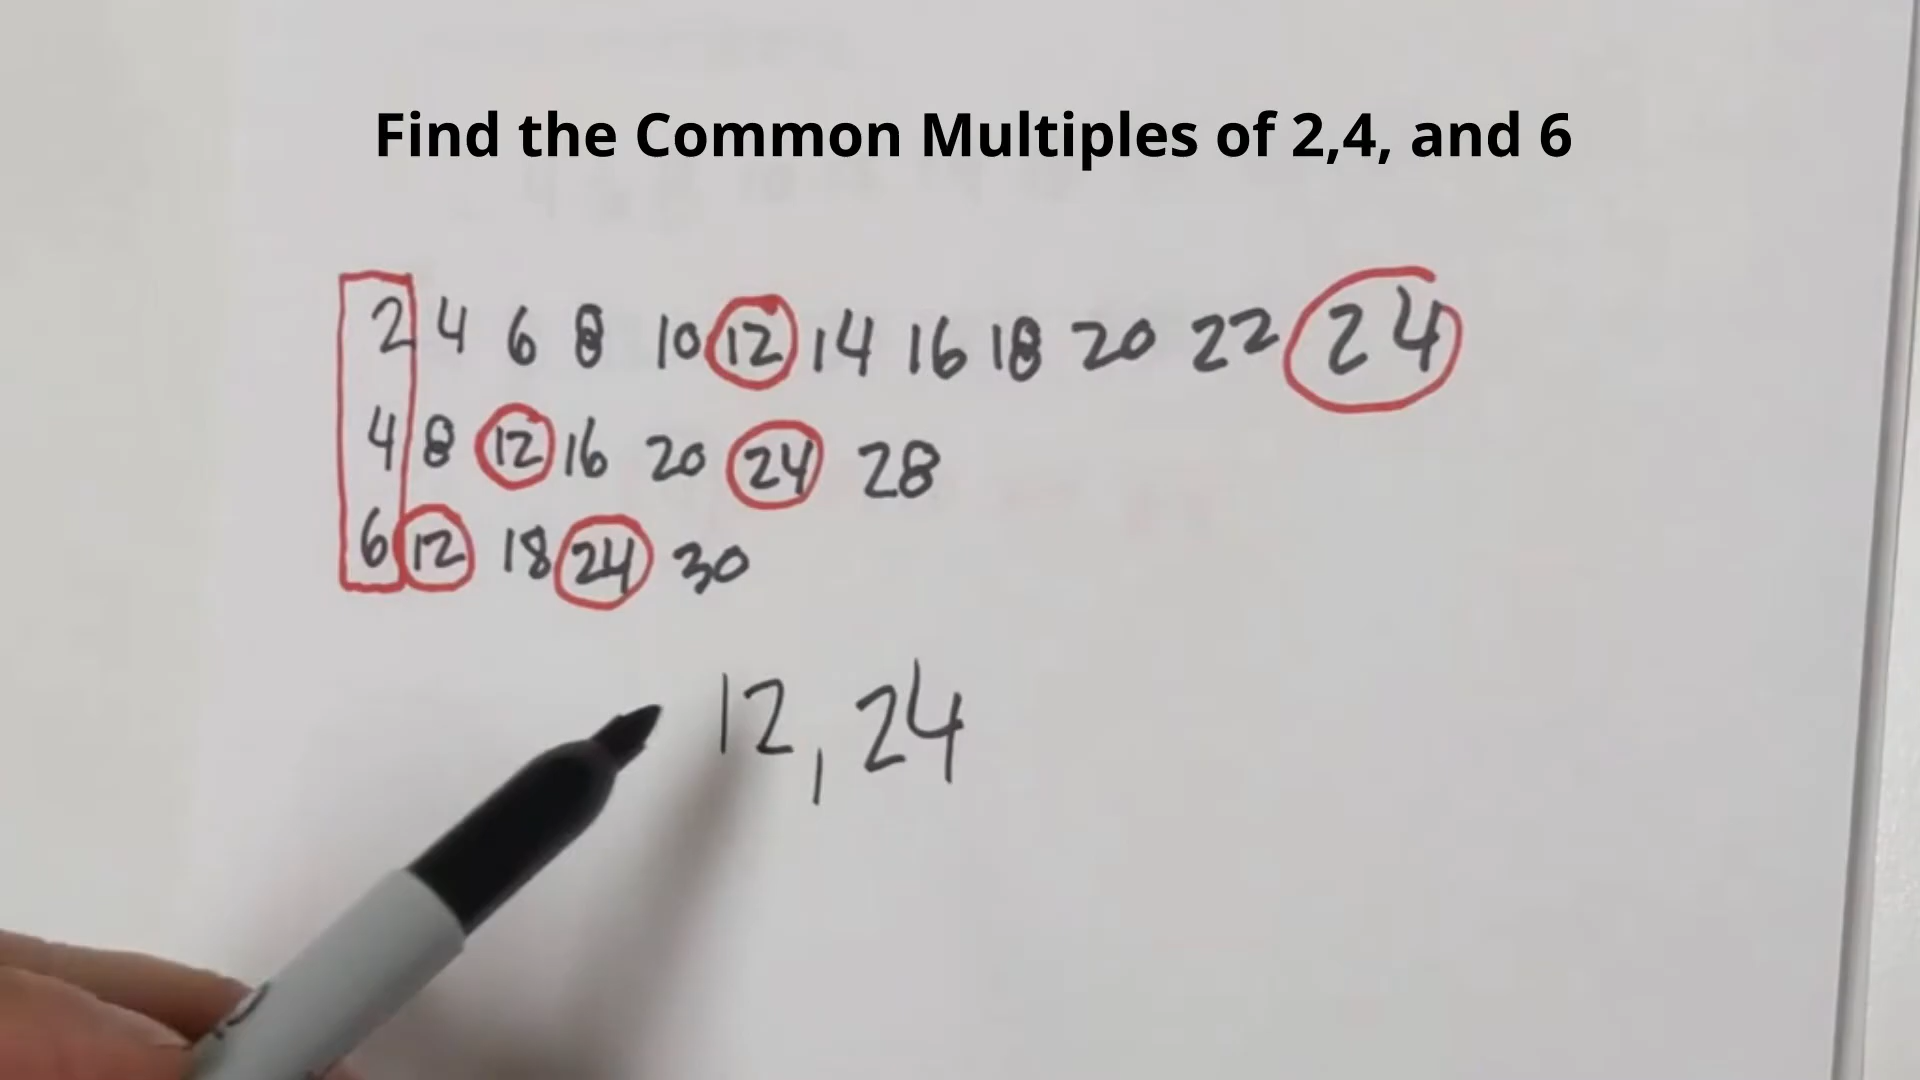 Find the Common Multiples of 2,4, and 6
2 4 6 8 10 12 14 16 18 20 22 24
4 8 12 16 20 24 28
6 12 18 24 30
12, 24